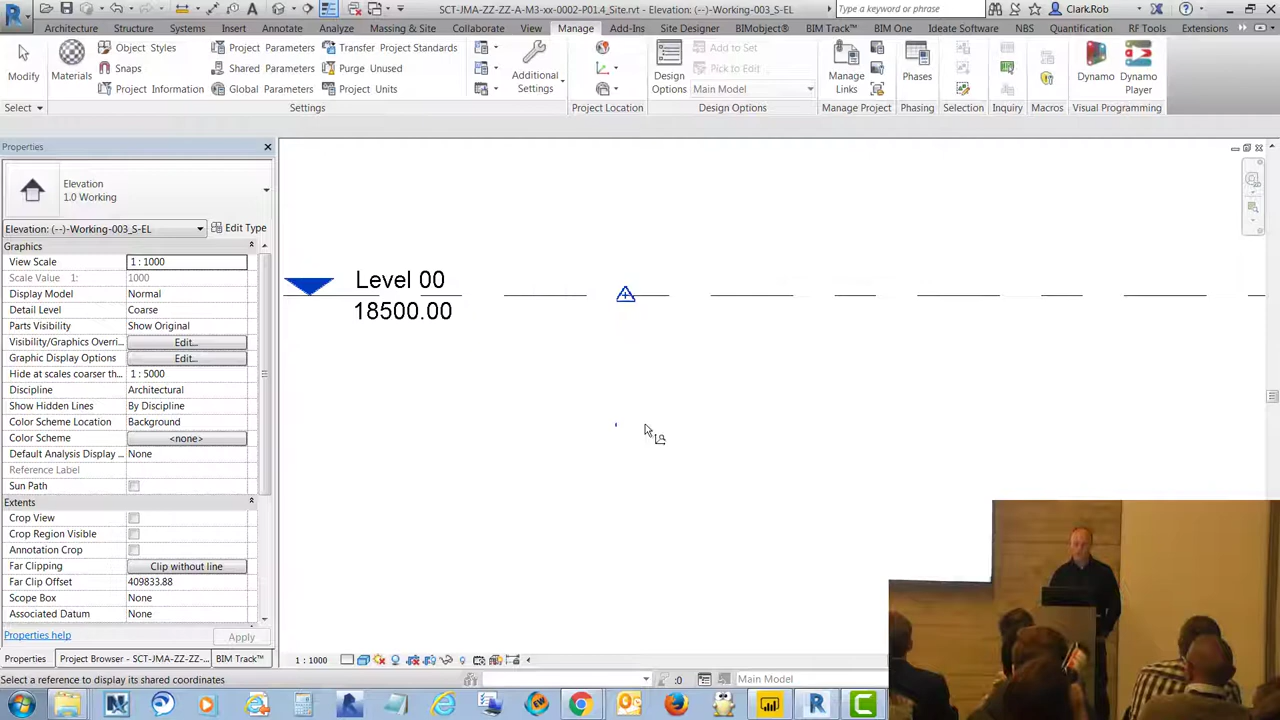 SCT-JMA-ZZ-ZZ-A-M3-xx-0002-P01.4_Site.rvt - Elevation: (--)-Working-003_S-EL
Type a keyword or phrase
Clark.Rob
Architecture Structure Systems Insert Annotate Analyze Massing & Site Collaborate View Manage Add-Ins Site Designer BIMobject® BIM Track™ BIM One Ideate Software NBS Quantification RF Tools Extensions
Modify
Materials
Object Styles
Snaps
Project Information
Project Parameters
Shared Parameters
Global Parameters
Transfer Project Standards
Purge Unused
Project Units
Additional Settings
Design Options
Add to Set
Pick to Edit
Main Model
Manage Links
Phases
Dynamo
Dynamo Player
Select
Settings
Project Location
Design Options
Manage Project
Phasing
Selection
Inquiry
Macros
Visual Programming
Properties
Elevation
1.0 Working
Elevation: (--)-Working-003_S-EL
Edit Type
Graphics
View Scale 1 : 1000
Scale Value 1: 1000
Display Model Normal
Detail Level Coarse
Parts Visibility Show Original
Visibility/Graphics Overri... Edit...
Graphic Display Options Edit...
Hide at scales coarser th... 1 : 5000
Discipline Architectural
Show Hidden Lines By Discipline
Color Scheme Location Background
Color Scheme <none>
Default Analysis Display ... None
Reference Label
Sun Path
Extents
Crop View
Crop Region Visible
Annotation Crop
Far Clipping Clip without line
Far Clip Offset 409833.88
Scope Box None
Associated Datum None
Properties help
Apply
Properties
Project Browser - SCT-JMA-ZZ-ZZ-...
BIM Track™
Level 00
18500.00
1 : 1000
Select a reference to display its shared coordinates
:0
Main Model